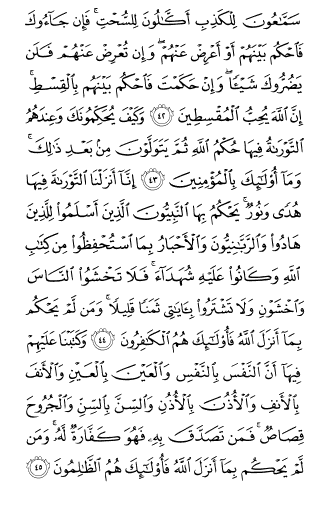 سَمَّٰعُونَ لِلْكَذِبِ أَكَّٰلُونَ لِلسُّحْتِ ۚ فَإِن جَآءُوكَ
فَٱحْكُم بَيْنَهُمْ أَوْ أَعْرِضْ عَنْهُمْ ۖ وَإِن تُعْرِضْ عَنْهُمْ فَلَن
يَضُرُّوكَ شَيْـًٔا ۖ وَإِنْ حَكَمْتَ فَٱحْكُم بَيْنَهُم بِٱلْقِسْطِ ۚ
إِنَّ ٱللَّهَ يُحِبُّ ٱلْمُقْسِطِينَ ٤٢ وَكَيْفَ يُحَكِّمُونَكَ وَعِندَهُمُ
ٱلتَّوْرَىٰةُ فِيهَا حُكْمُ ٱللَّهِ ثُمَّ يَتَوَلَّوْنَ مِنۢ بَعْدِ ذَٰلِكَ ۚ
وَمَآ أُو۟لَٰٓئِكَ بِٱلْمُؤْمِنِينَ ٤٣ إِنَّآ أَنزَلْنَا ٱلتَّوْرَىٰةَ فِيهَا
هُدًى وَنُورٌ ۚ يَحْكُمُ بِهَا ٱلنَّبِيُّونَ ٱلَّذِينَ أَسْلَمُوا۟ لِلَّذِينَ
هَادُوا۟ وَٱلرَّبَّٰنِيُّونَ وَٱلْأَحْبَارُ بِمَا ٱسْتُحْفِظُوا۟ مِن كِتَٰبِ
ٱللَّهِ وَكَانُوا۟ عَلَيْهِ شُهَدَآءَ ۚ فَلَا تَخْشَوُا۟ ٱلنَّاسَ
وَٱخْشَوْنِ وَلَا تَشْتَرُوا۟ بِـَٔايَٰتِى ثَمَنًا قَلِيلًا ۚ وَمَن لَّمْ يَحْكُم
بِمَآ أَنزَلَ ٱللَّهُ فَأُو۟لَٰٓئِكَ هُمُ ٱلْكَٰفِرُونَ ٤٤ وَكَتَبْنَا عَلَيْهِمْ
فِيهَآ أَنَّ ٱلنَّفْسَ بِٱلنَّفْسِ وَٱلْعَيْنَ بِٱلْعَيْنِ وَٱلْأَنفَ
بِٱلْأَنفِ وَٱلْأُذُنَ بِٱلْأُذُنِ وَٱلسِّنَّ بِٱلسِّنِّ وَٱلْجُرُوحَ
قِصَاصٌ ۚ فَمَن تَصَدَّقَ بِهِۦ فَهُوَ كَفَّارَةٌ لَّهُۥ ۚ وَمَن
لَّمْ يَحْكُم بِمَآ أَنزَلَ ٱللَّهُ فَأُو۟لَٰٓئِكَ هُمُ ٱلظَّٰلِمُونَ ٤٥